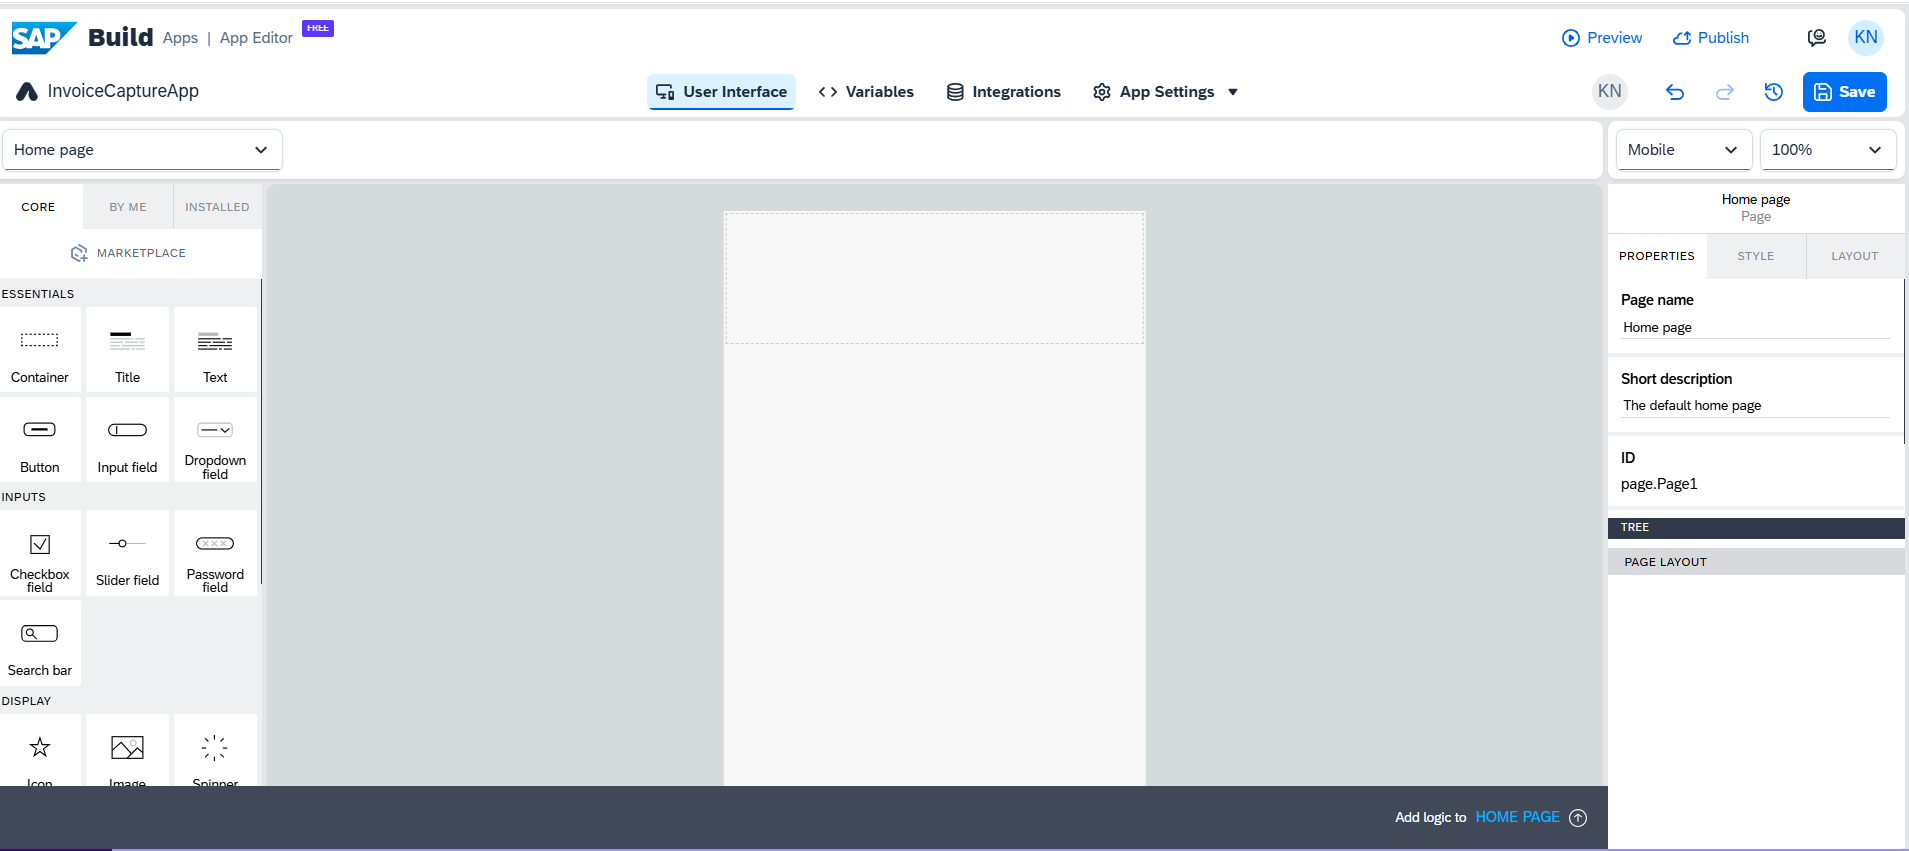 SAP Build Apps | App Editor FREE
Preview Publish KN
InvoiceCaptureApp
User Interface Variables Integrations App Settings
KN Save
Home page
Mobile 100%
CORE BY ME INSTALLED
MARKETPLACE
ESSENTIALS
Container Title Text
Button Input field Dropdown field
INPUTS
Checkbox field Slider field Password field
Search bar
DISPLAY
Icon Image Spinner
Home page
Page
PROPERTIES STYLE LAYOUT
Page name
Home page
Short description
The default home page
ID
page.Page1
TREE
PAGE LAYOUT
Add logic to HOME PAGE